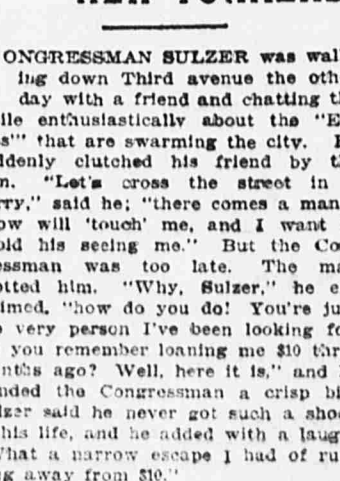 ONGRESSMAN SULZER was wal
ing down Third avenue the oth
day with a friend and chatting t
ile enthusiastically about the "E
s'" that are swarming the city.
ddenly clutched his friend by t
m. "Let's cross the street in
rry," said he; "there comes a man
ow will 'touch' me, and I want
oid his seeing me." But the Co
essman was too late. The ma
otted him. "Why, Sulzer," he e
aimed, "how do you do! You're ju
e very person I've been looking fo
you remember loaning me $10 thr
nths ago? Well, here it is," and
nded the Congressman a crisp bi
lzer said he never got such a sho
his life, and he added with a laug
What a narrow escape I had of ru
ng away from $10."